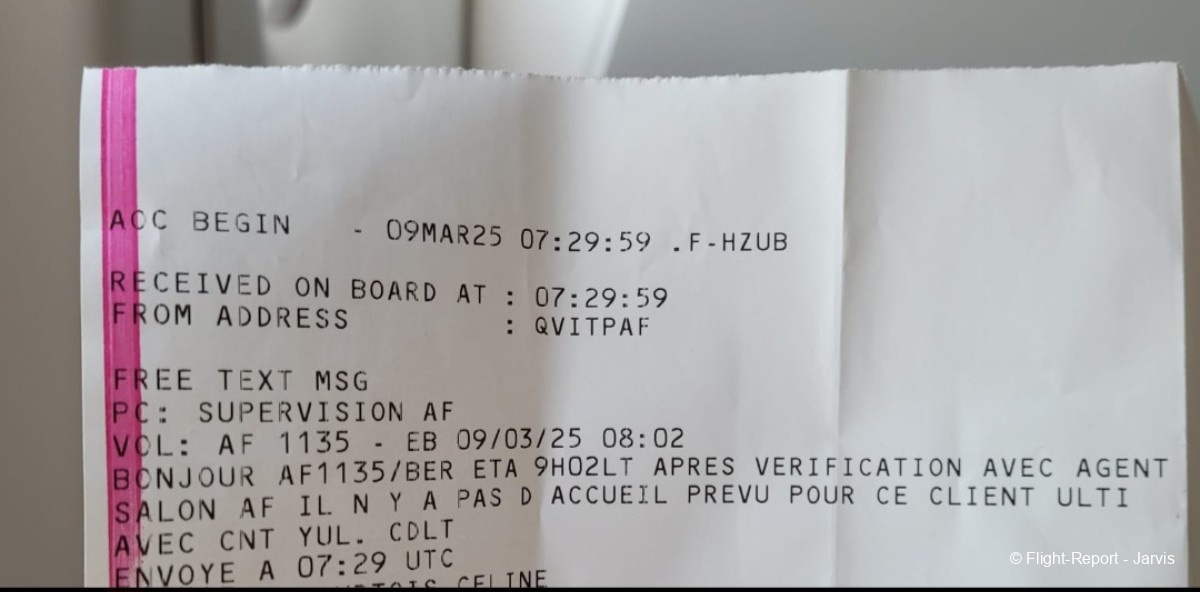 AOC BEGIN - 09MAR25 07:29:59 .F-HZUB
RECEIVED ON BOARD AT : 07:29:59
FROM ADDRESS : QVITPAF
FREE TEXT MSG
PC: SUPERVISION AF
VOL: AF 1135 - EB 09/03/25 08:02
BONJOUR AF1135/BER ETA 9H02LT APRES VERIFICATION AVEC AGENT
SALON AF IL N Y A PAS D ACCUEIL PREVU POUR CE CLIENT ULTI
AVEC CNT YUL. CDLT
ENVOYE A 07:29 UTC
CELINE
© Flight-Report - Jarvis